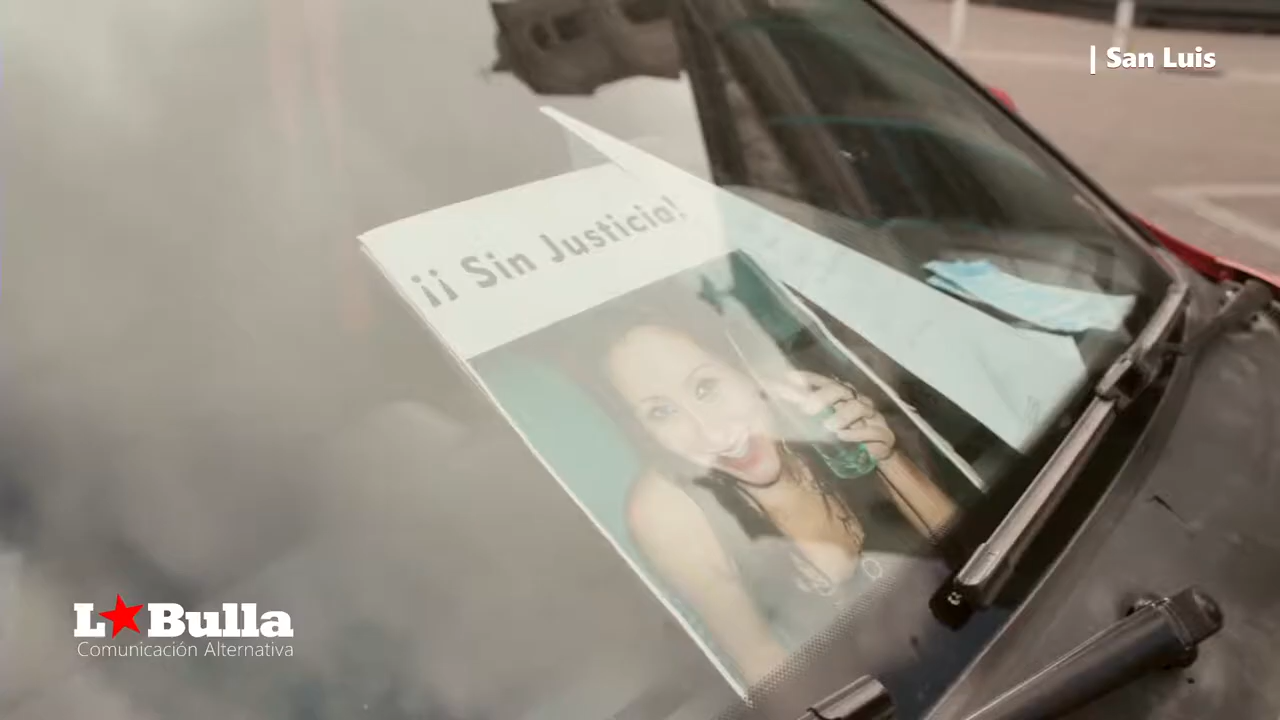 | San Luis
¡¡ Sin Justicia!
L★Bulla
Comunicación Alternativa